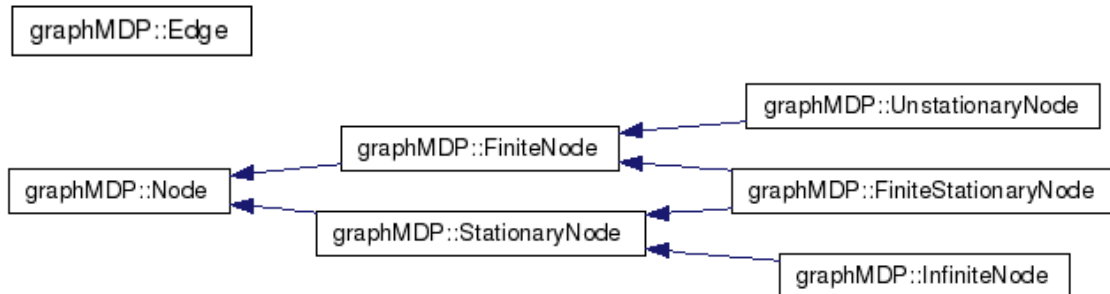 graphMDP::Edge
graphMDP::UnstationaryNode
graphMDP::FiniteNode
graphMDP::Node
graphMDP::FiniteStationaryNode
graphMDP::StationaryNode
graphMDP::InfiniteNode